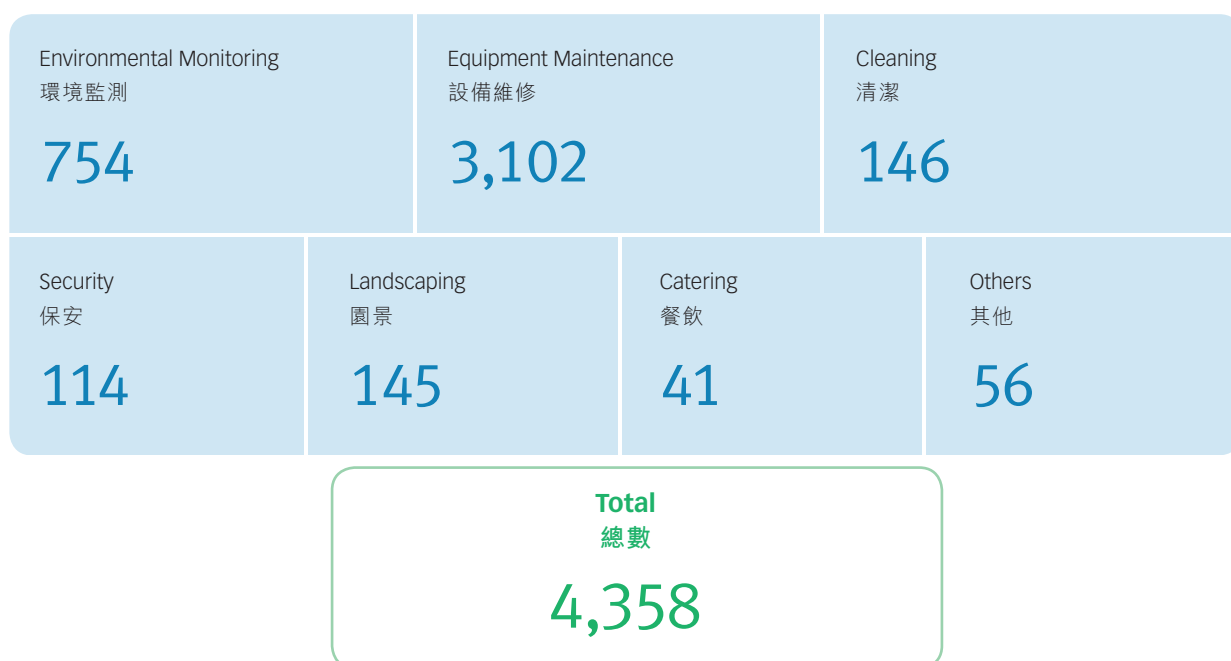 Environmental Monitoring
環境監測
754
Equipment Maintenance
設備維修
3,102
Cleaning
清潔
146
Security
保安
114
Landscaping
園景
145
Catering
餐飲
41
Others
其他
56
Total
總數
4,358